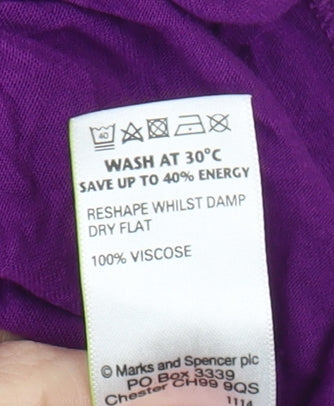 40
WASH AT 30°C
SAVE UP TO 40% ENERGY
RESHAPE WHILST DAMP
DRY FLAT
100% VISCOSE
© Marks and Spencer plc
PO Box 3339
Chester CH99 9QS
1114